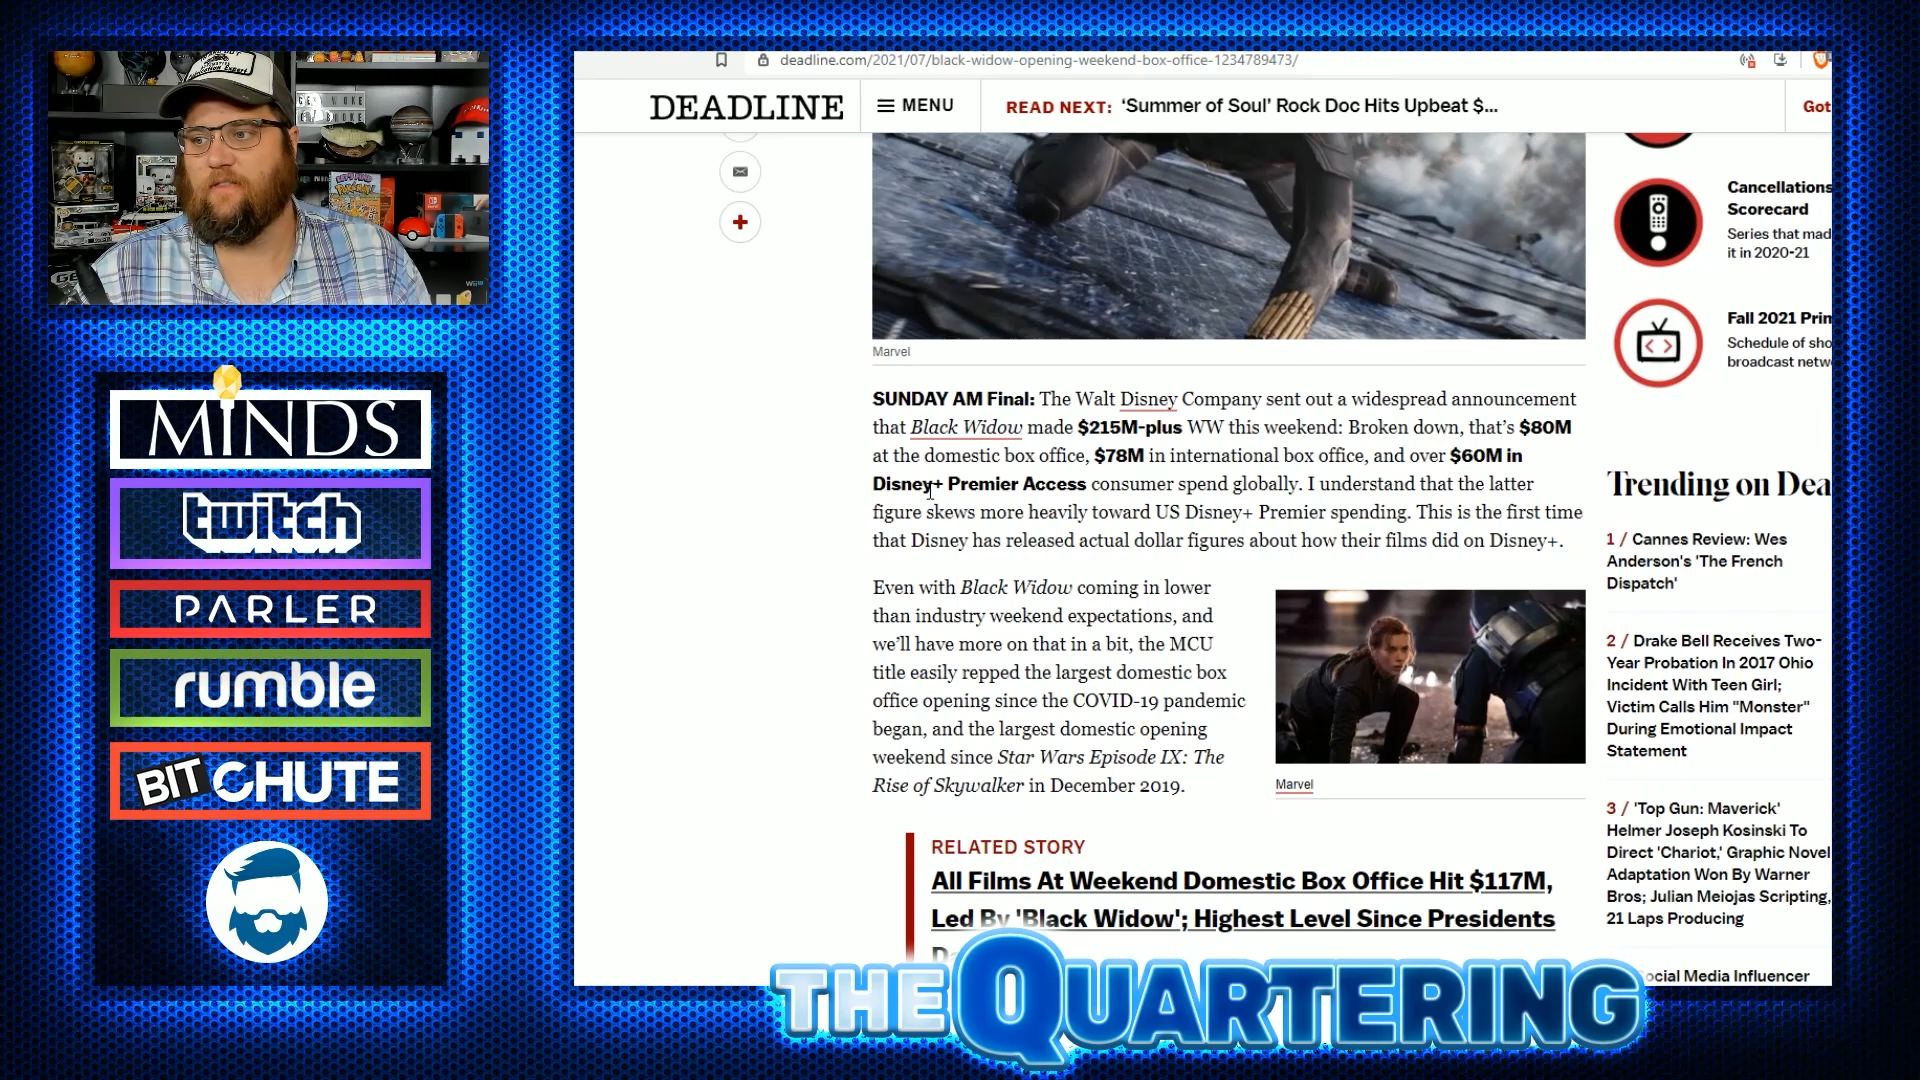 deadline.com/2021/07/black-widow-opening-weekend-box-office-1234789473/
DEADLINE
MENU
READ NEXT: ‘Summer of Soul’ Rock Doc Hits Upbeat $...
Got
Marvel
SUNDAY AM Final: The Walt Disney Company sent out a widespread announcement
that Black Widow made $215M-plus WW this weekend: Broken down, that’s $80M
at the domestic box office, $78M in international box office, and over $60M in
Disney+ Premier Access consumer spend globally. I understand that the latter
figure skews more heavily toward US Disney+ Premier spending. This is the first time
that Disney has released actual dollar figures about how their films did on Disney+.
Even with Black Widow coming in lower
than industry weekend expectations, and
we’ll have more on that in a bit, the MCU
title easily repped the largest domestic box
office opening since the COVID-19 pandemic
began, and the largest domestic opening
weekend since Star Wars Episode IX: The
Rise of Skywalker in December 2019.
Marvel
RELATED STORY
All Films At Weekend Domestic Box Office Hit $117M,
Led By 'Black Widow'; Highest Level Since Presidents
Cancellations
Scorecard
Series that mad
it in 2020-21
Fall 2021 Prim
Schedule of sho
broadcast netw
Trending on Dea
1 / Cannes Review: Wes
Anderson's 'The French
Dispatch'
2 / Drake Bell Receives Two-
Year Probation In 2017 Ohio
Incident With Teen Girl;
Victim Calls Him "Monster"
During Emotional Impact
Statement
3 / 'Top Gun: Maverick'
Helmer Joseph Kosinski To
Direct 'Chariot,' Graphic Novel
Adaptation Won By Warner
Bros; Julian Meiojas Scripting,
21 Laps Producing
Social Media Influencer
MINDS
twitch
PARLER
rumble
BITCHUTE
THE QUARTERING